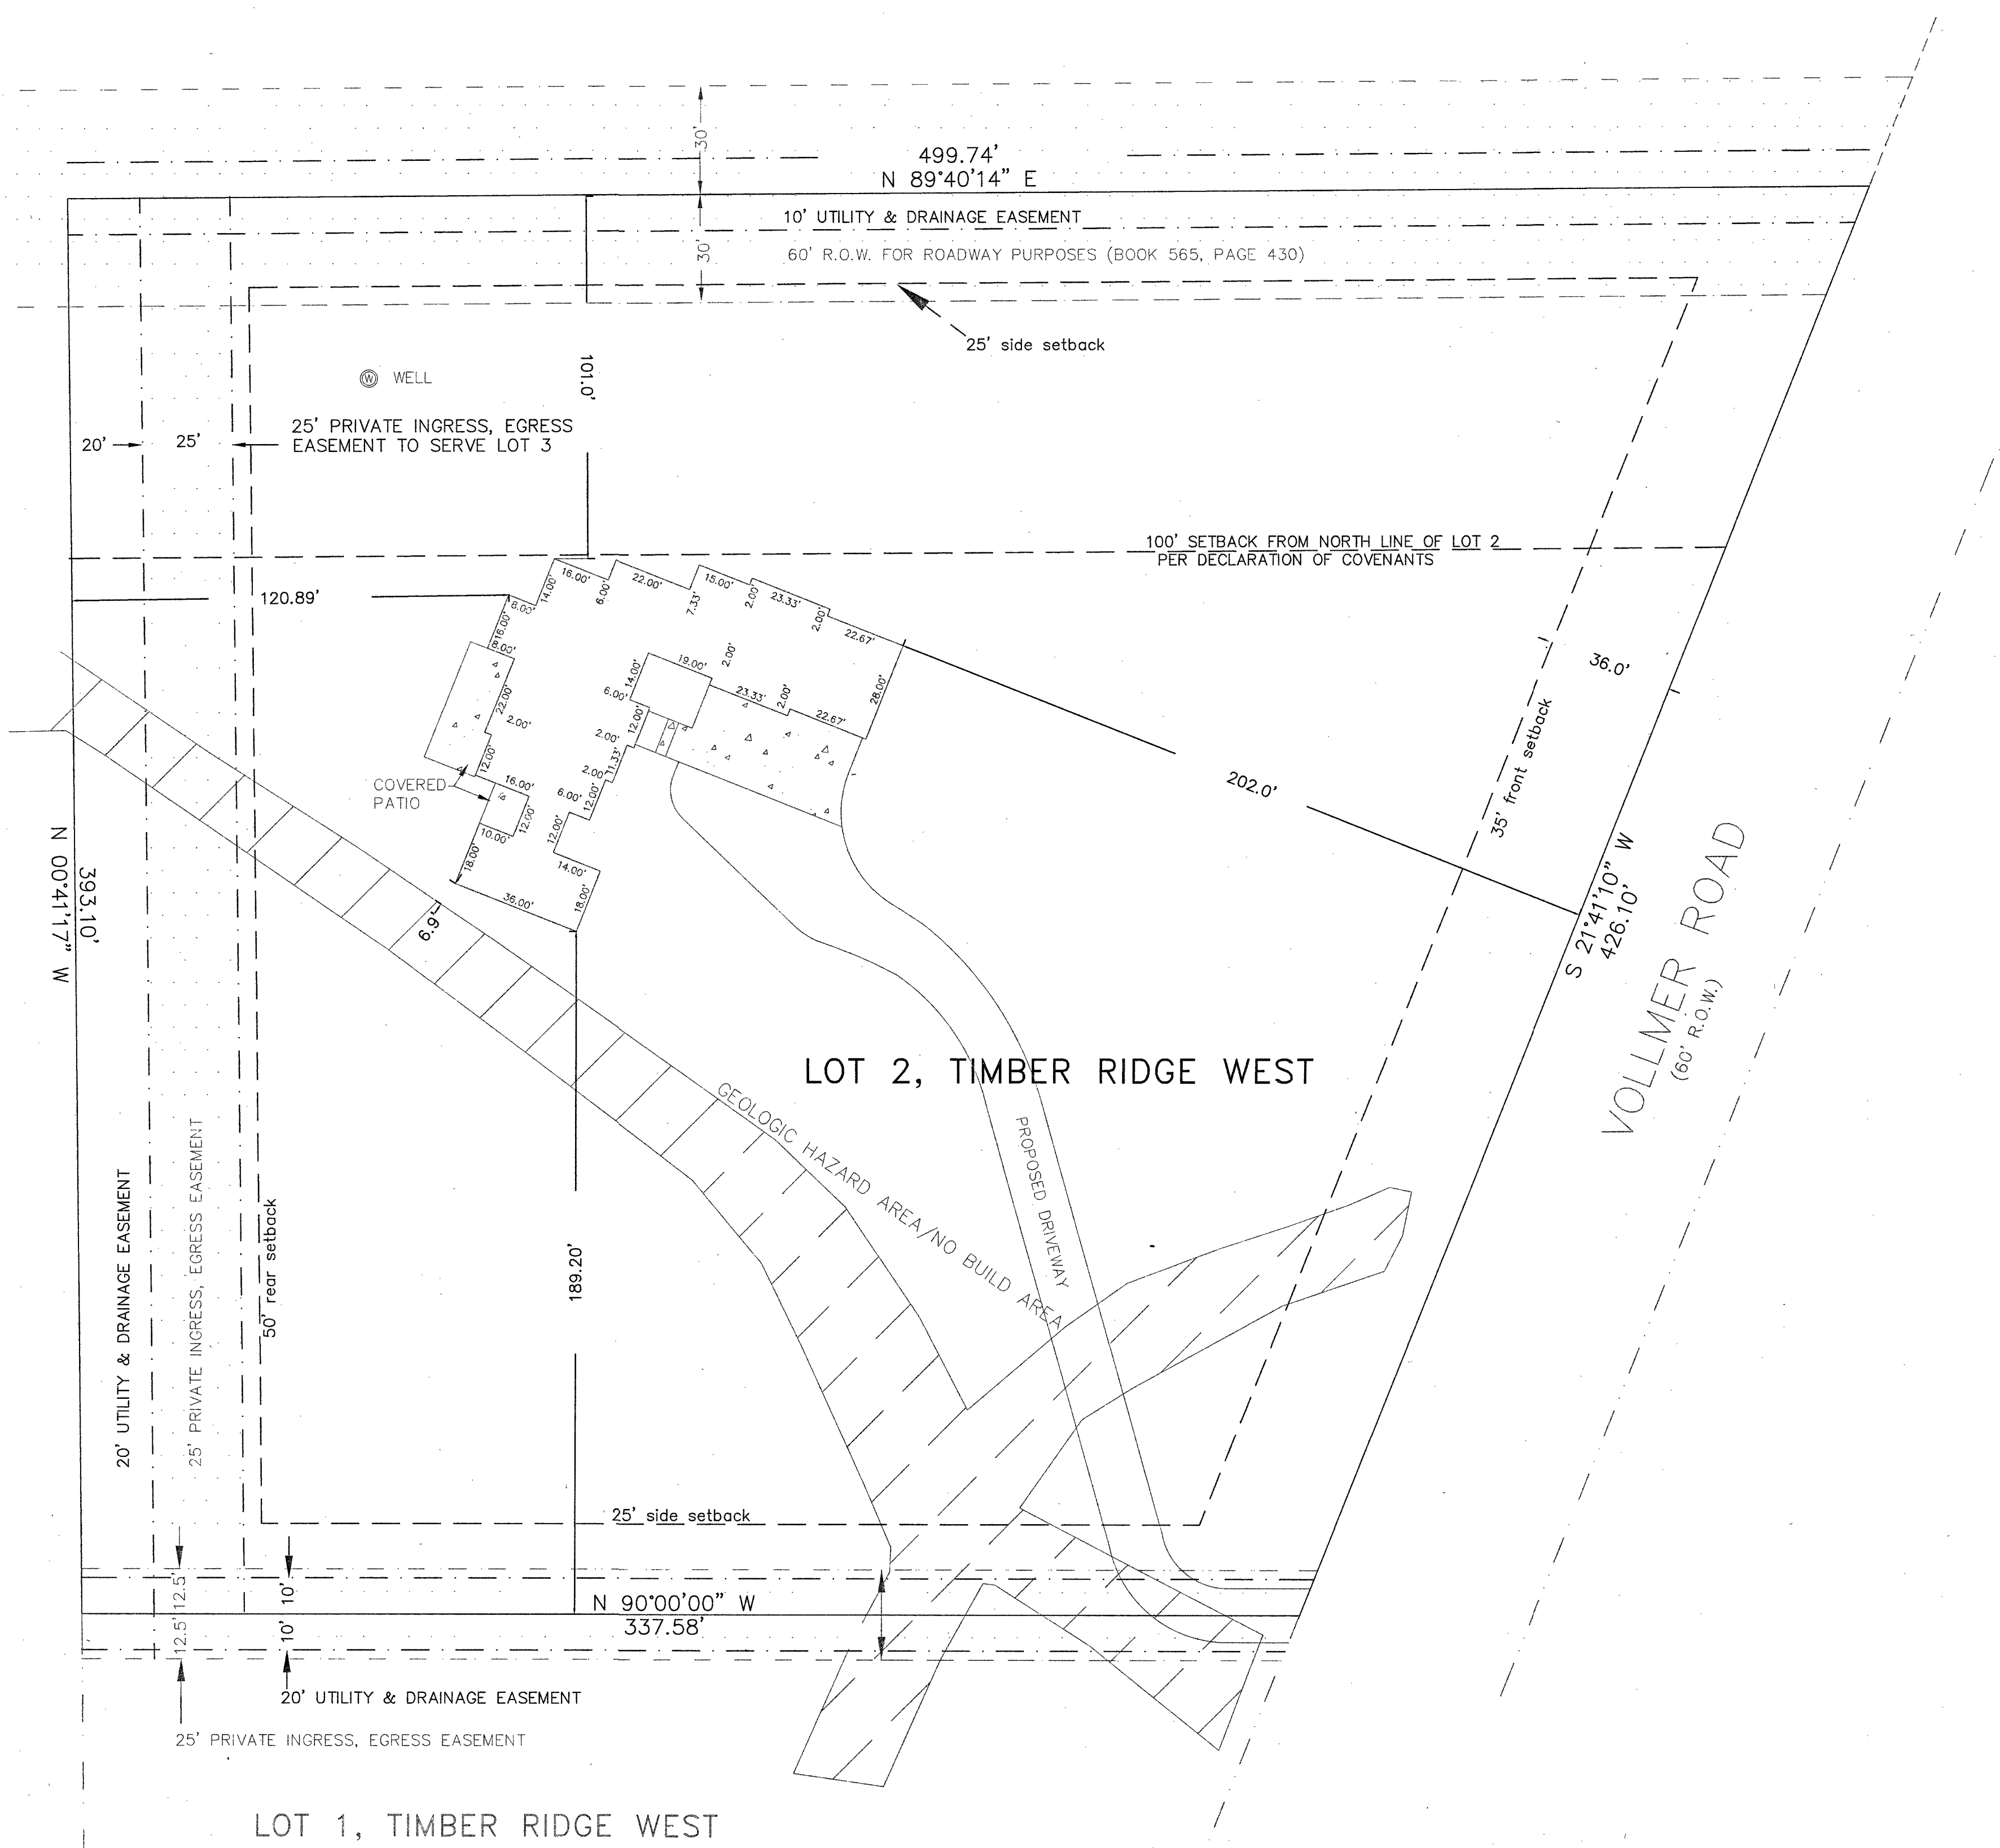 30'
499.74'
N 89°40'14" E
10' UTILITY & DRAINAGE EASEMENT
30'
60' R.O.W. FOR ROADWAY PURPOSES (BOOK 565, PAGE 430)
25' side setback
W WELL
101.0'
25' PRIVATE INGRESS, EGRESS
EASEMENT TO SERVE LOT 3
20'
25'
100' SETBACK FROM NORTH LINE OF LOT 2
PER DECLARATION OF COVENANTS
120.89'
16.00'
22.00'
15.00'
23.33'
22.67'
8.00'
14.00'
6.00'
7.33'
2.00'
2.00'
16.00'
8.00'
22.00'
2.00'
12.00'
14.00'
19.00'
2.00'
6.00'
23.33'
2.00'
22.67'
28.00'
12.00'
2.00'
11.33'
2.00'
12.00'
6.00'
16.00'
12.00'
10.00'
12.00'
18.00'
14.00'
36.00'
18.00'
COVERED
PATIO
36.0'
35' front setback
202.0'
S 21°41'10" W
426.10'
VOLLMER ROAD
(60' R.O.W.)
N 00°41'17" W
393.10'
6.9'
LOT 2, TIMBER RIDGE WEST
GEOLOGIC HAZARD AREA/NO BUILD AREA
PROPOSED DRIVEWAY
20' UTILITY & DRAINAGE EASEMENT
25' PRIVATE INGRESS, EGRESS EASEMENT
50' rear setback
189.20'
25' side setback
12.5'
10'
N 90°00'00" W
337.58'
12.5'
10'
20' UTILITY & DRAINAGE EASEMENT
25' PRIVATE INGRESS, EGRESS EASEMENT
LOT 1, TIMBER RIDGE WEST